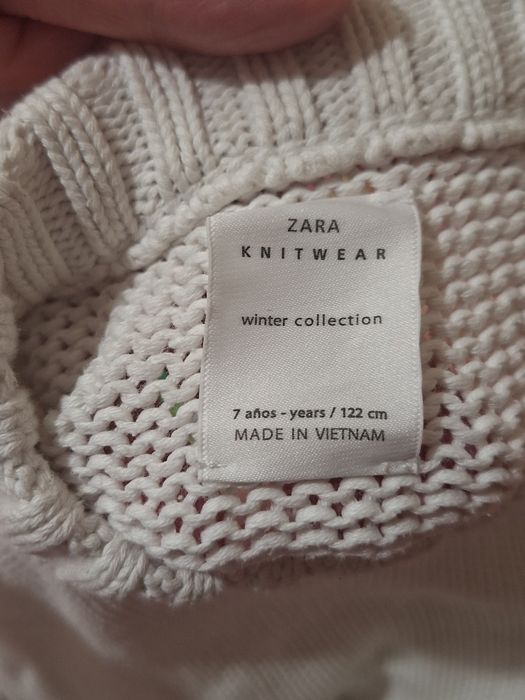 ZARA
KNITWEAR
winter collection
7 años - years / 122 cm
MADE IN VIETNAM